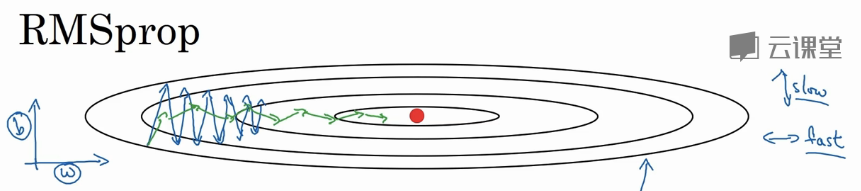 RMSprop
云课堂
slow
b
fast
w